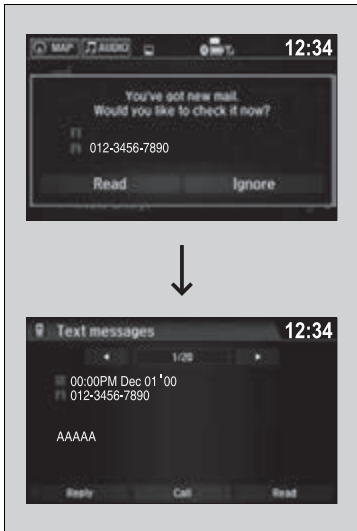 MAP AUDIO 12:34
You've got new mail.
Would you like to check it now?
012-3456-7890
Read Ignore
Text messages 12:34
1/20
00:00PM Dec 01 '00
012-3456-7890
AAAAA
Reply Call Read